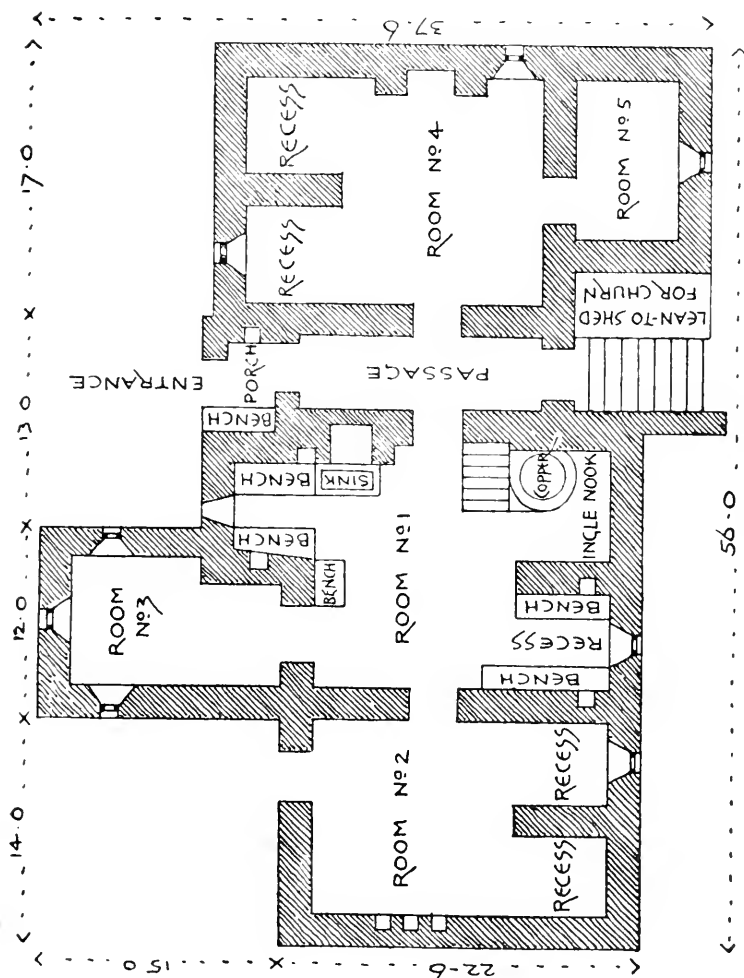 37.6
17.0
RECESS
RECESS
ROOM Nº 4
ROOM Nº 5
LEAN-TO SHED
FOR CHURN
ENTRANCE
PORCH
PASSAGE
BENCH
13.0
BENCH
SINK
BENCH
BENCH
ROOM Nº 1
COPPER
INGLE NOOK
56.0
ROOM
Nº 3
12.0
BENCH
RECESS
BENCH
ROOM Nº 2
RECESS
RECESS
14.0
15.0
22.6